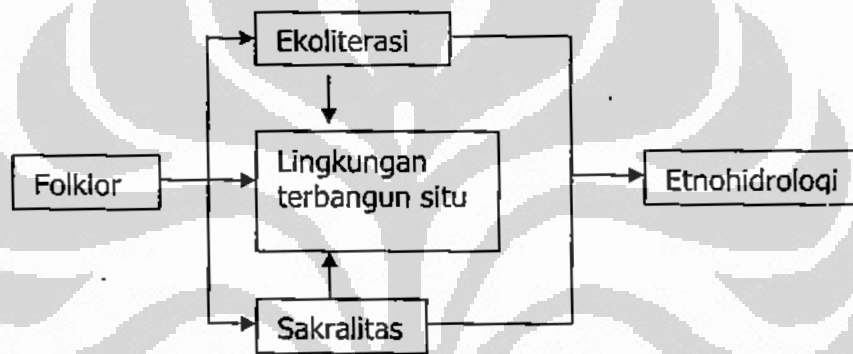 Ekoliterasi
Folklor
Lingkungan
terbangun situ
Etnohidrologi
Sakralitas